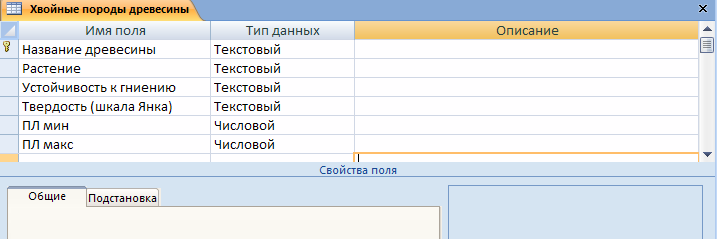 Хвойные породы древесины
Имя поля Тип данных Описание
Название древесины Текстовый
Растение Текстовый
Устойчивость к гниению Текстовый
Твердость (шкала Янка) Текстовый
ПЛ мин Числовой
ПЛ макс Числовой
Свойства поля
Общие Подстановка